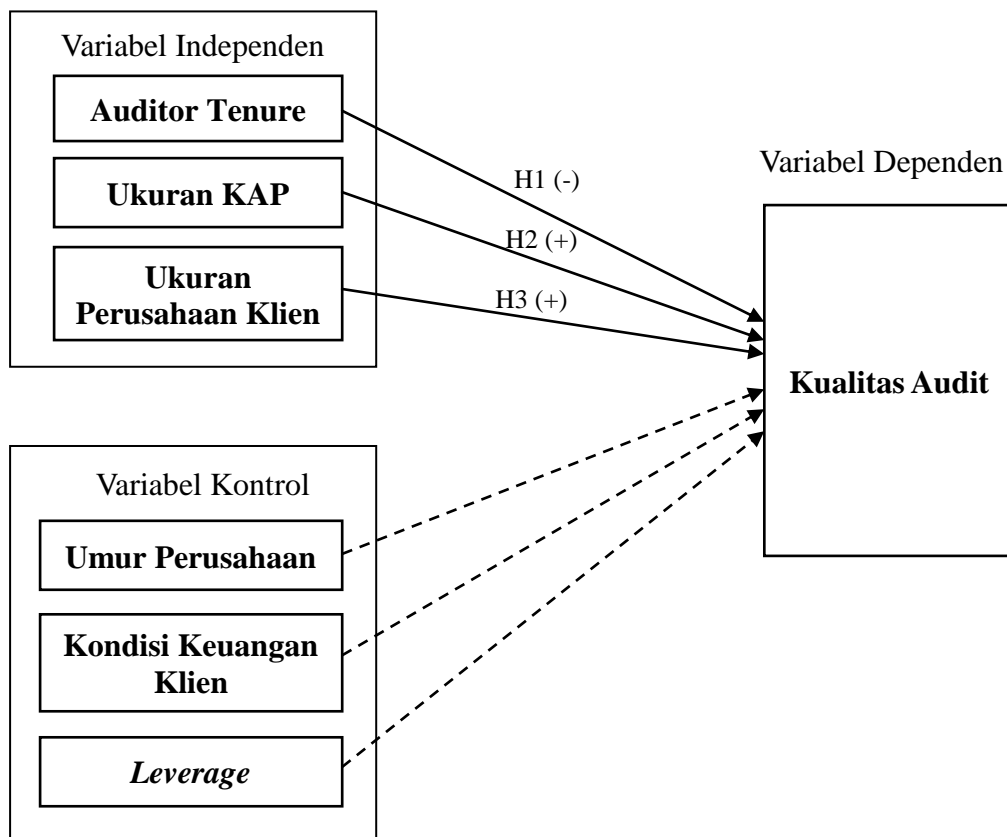 Variabel Independen
Auditor Tenure
Ukuran KAP
Ukuran
Perusahaan Klien
H1 (-)
H2 (+)
H3 (+)
Variabel Dependen
Kualitas Audit
Variabel Kontrol
Umur Perusahaan
Kondisi Keuangan
Klien
Leverage